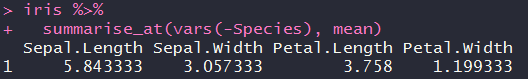 > iris %>%
+   summarise_at(vars(-Species), mean)
  Sepal.Length Sepal.Width Petal.Length Petal.Width
1     5.843333    3.057333        3.758    1.199333